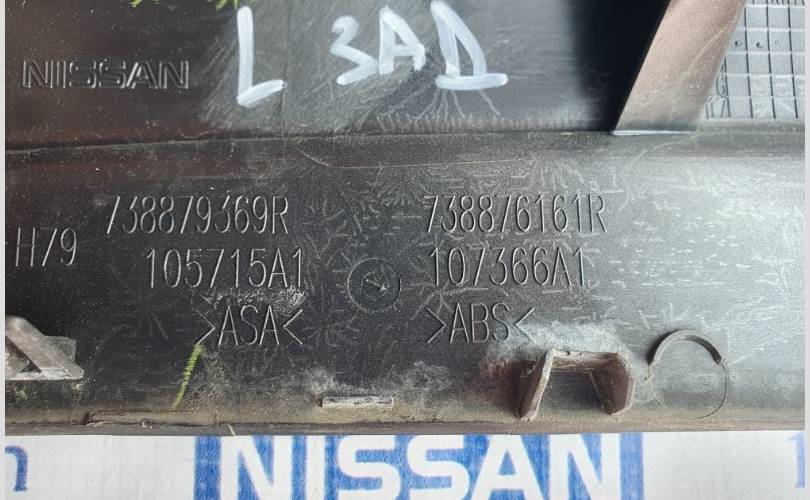 NISSAN
L ЗАД
738879369R
738876161R
H79
105715A1
107366A1
>ASA<
>ABS<
NISSAN